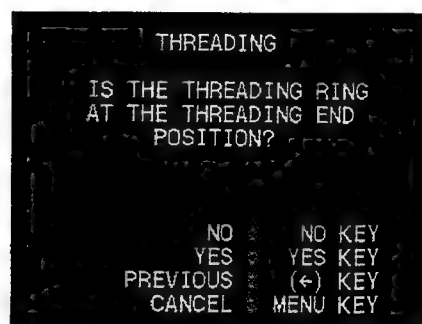 THREADING
IS THE THREADING RING
AT THE THREADING END
POSITION?
NO NO KEY
YES YES KEY
PREVIOUS (←) KEY
CANCEL MENU KEY